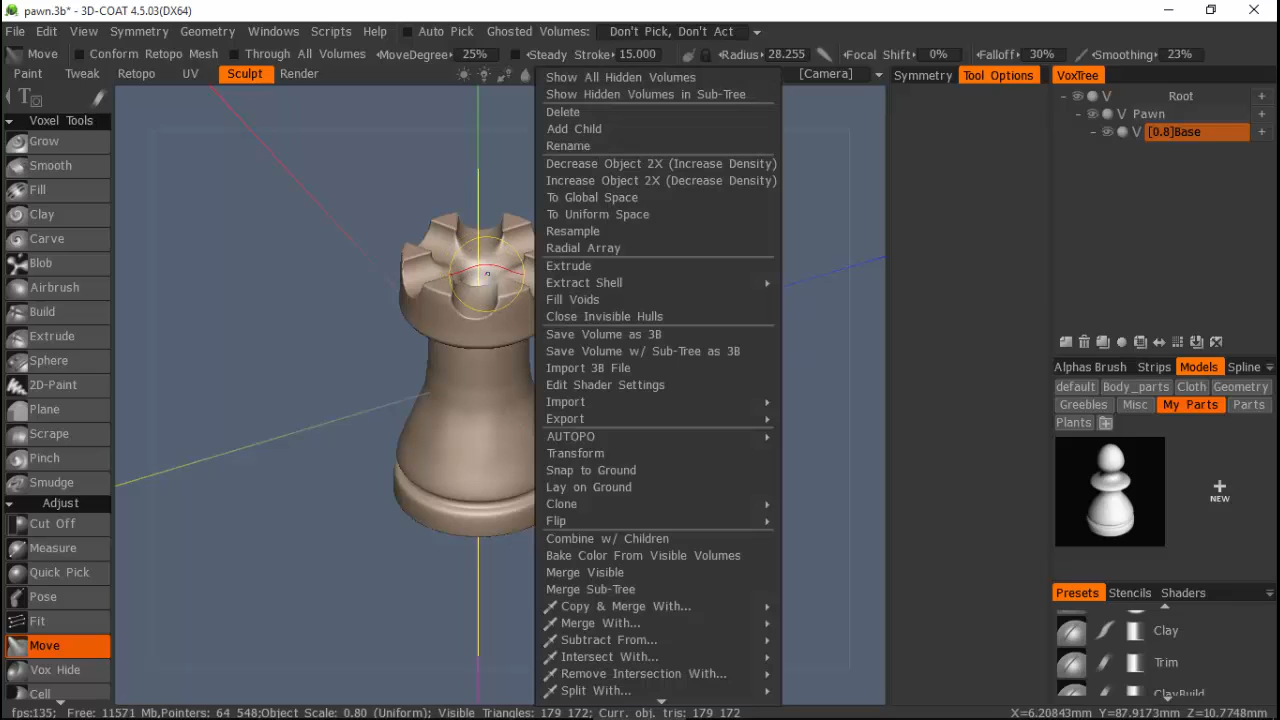 pawn.3b* - 3D-COAT 4.5.03(DX64)
File Edit View Symmetry Geometry Windows Scripts Help Auto Pick Ghosted Volumes: Don't Pick, Don't Act
Move Conform Retopo Mesh Through All Volumes MoveDegree 25% Steady Stroke 15.000 Radius 28.255 Focal Shift 0% Falloff 30% Smoothing 23%
Paint Tweak Retopo UV Sculpt Render [Camera] Symmetry Tool Options VoxTree
Voxel Tools
Grow
Smooth
Fill
Clay
Carve
Blob
Airbrush
Build
Extrude
Sphere
2D-Paint
Plane
Scrape
Pinch
Smudge
Adjust
Cut Off
Measure
Quick Pick
Pose
Fit
Move
Vox Hide
Cell
Show All Hidden Volumes
Show Hidden Volumes in Sub-Tree
Delete
Add Child
Rename
Decrease Object 2X (Increase Density)
Increase Object 2X (Decrease Density)
To Global Space
To Uniform Space
Resample
Radial Array
Extrude
Extract Shell
Fill Voids
Close Invisible Hulls
Save Volume as 3B
Save Volume w/ Sub-Tree as 3B
Import 3B File
Edit Shader Settings
Import
Export
AUTOPO
Transform
Snap to Ground
Lay on Ground
Clone
Flip
Combine w/ Children
Bake Color From Visible Volumes
Merge Visible
Merge Sub-Tree
Copy & Merge With...
Merge With...
Subtract From...
Intersect With...
Remove Intersection With...
Split With...
V Root +
V Pawn +
V [0.8]Base +
Alphas Brush Strips Models Spline
default Body_parts Cloth Geometry
Greebles Misc My Parts Parts
Plants
NEW
Presets Stencils Shaders
Clay
Trim
ClayBuild
fps:135; Free: 11571 Mb,Pointers: 64 548;Object Scale: 0.80 (Uniform); Visible Triangles: 179 172; Curr. obj. tris: 179 172 X=6.20843mm Y=87.9173mm Z=10.7748mm